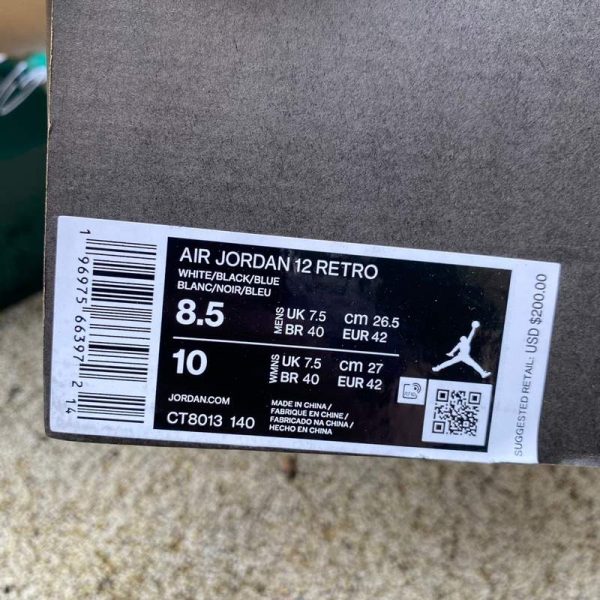 1 96975 66397 2 14
AIR JORDAN 12 RETRO
WHITE/BLACK/BLUE
BLANC/NOIR/BLEU
8.5 MENS UK 7.5 cm 26.5
BR 40 EUR 42
10 WMNS UK 7.5 cm 27
BR 40 EUR 42
JORDAN.COM
CT8013 140
MADE IN CHINA /
FABRIQUE EN CHINE /
FABRICADO NA CHINA /
HECHO EN CHINA
SUGGESTED RETAIL: USD $200.00